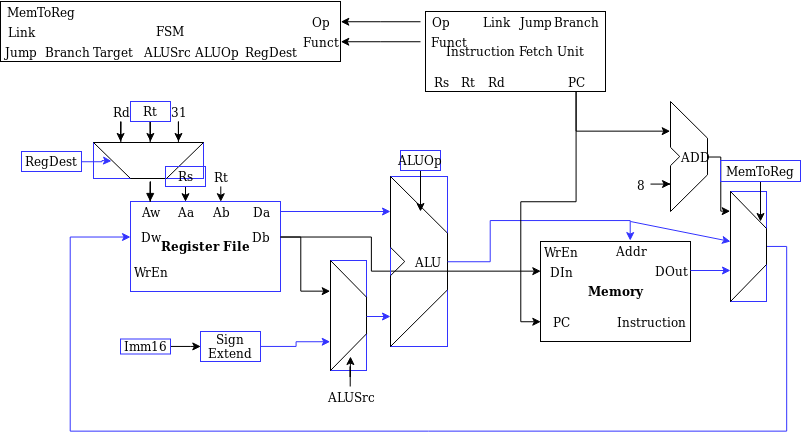 MemToReg
Link
FSM
Op
Funct
Jump Branch Target ALUSrc ALUOp RegDest
Op Link Jump Branch
Funct
Instruction Fetch Unit
Rs Rt Rd PC
Rd Rt 31
RegDest
Rs Rt
ALUOp
ADD
MemToReg
8
Aw Aa Ab Da
Dw Db
Register File
WrEn
ALU
WrEn Addr
DIn DOut
Memory
PC Instruction
Imm16
Sign
Extend
ALUSrc